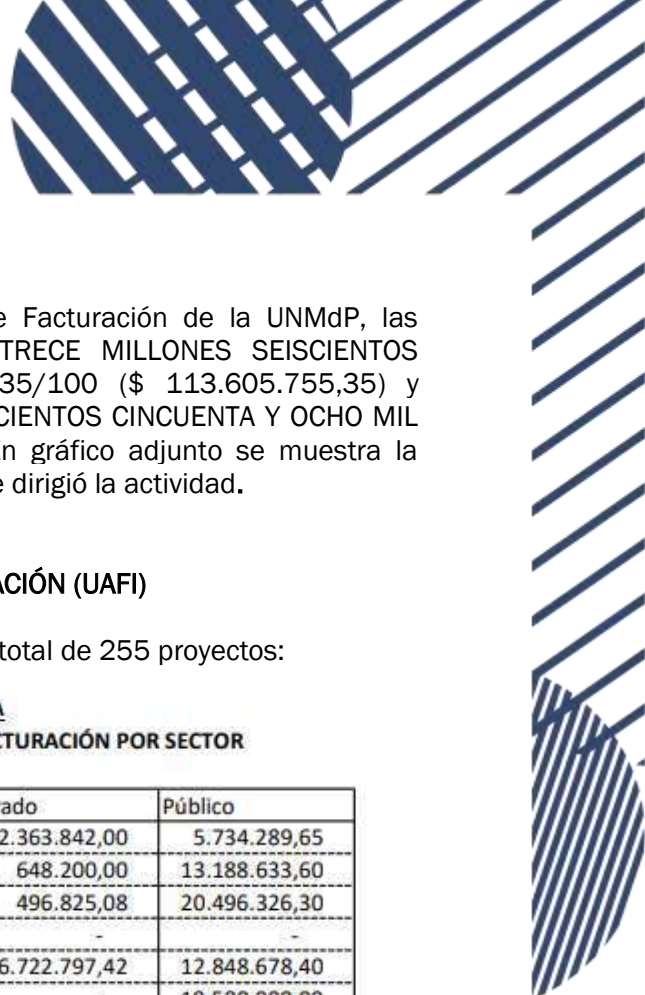 e Facturación de la UNMdP, las
TRECE MILLONES SEISCIENTOS
35/100 ($ 113.605.755,35) y
CIENTOS CINCUENTA Y OCHO MIL
n gráfico adjunto se muestra la
e dirigió la actividad.
ACIÓN (UAFI)
total de 255 proyectos:
A
CTURACIÓN POR SECTOR
ado Público
2.363.842,00 5.734.289,65
648.200,00 13.188.633,60
496.825,08 20.496.326,30
- -
6.722.797,42 12.848.678,40